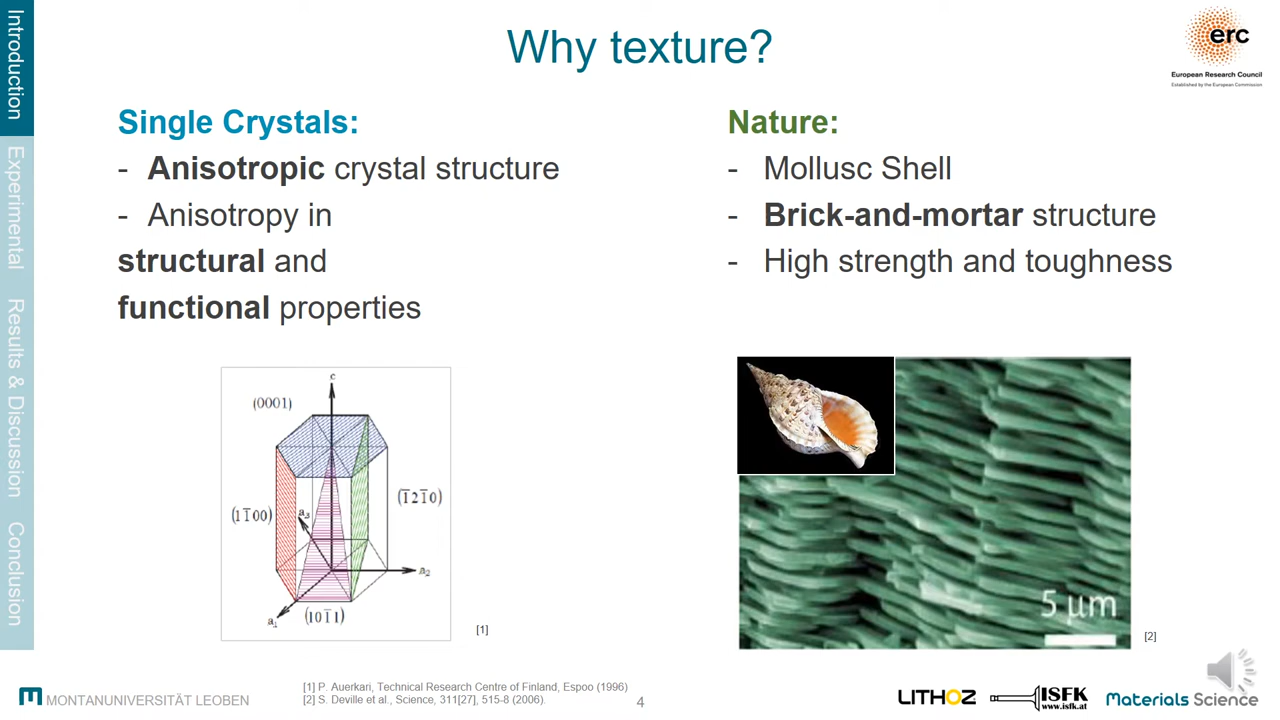 Introduction
Experimental
Results & Discussion
Conclusion
Why texture?
erc
European Research Council
Established by the European Commission
Single Crystals:
- Anisotropic crystal structure
- Anisotropy in
structural and
functional properties
Nature:
- Mollusc Shell
- Brick-and-mortar structure
- High strength and toughness
c
(0001)
(1̅2̅10)
(11̅00)
a₃
a₂
a₁
(101̅1)
[1]
5 µm
[2]
MONTANUNIVERSITÄT LEOBEN
[1] P. Auerkari, Technical Research Centre of Finland, Espoo (1996)
[2] S. Deville et al., Science, 311[27], 515-8 (2006).
4
LITHOZ
ISFK
www.isfk.at
Materials Science